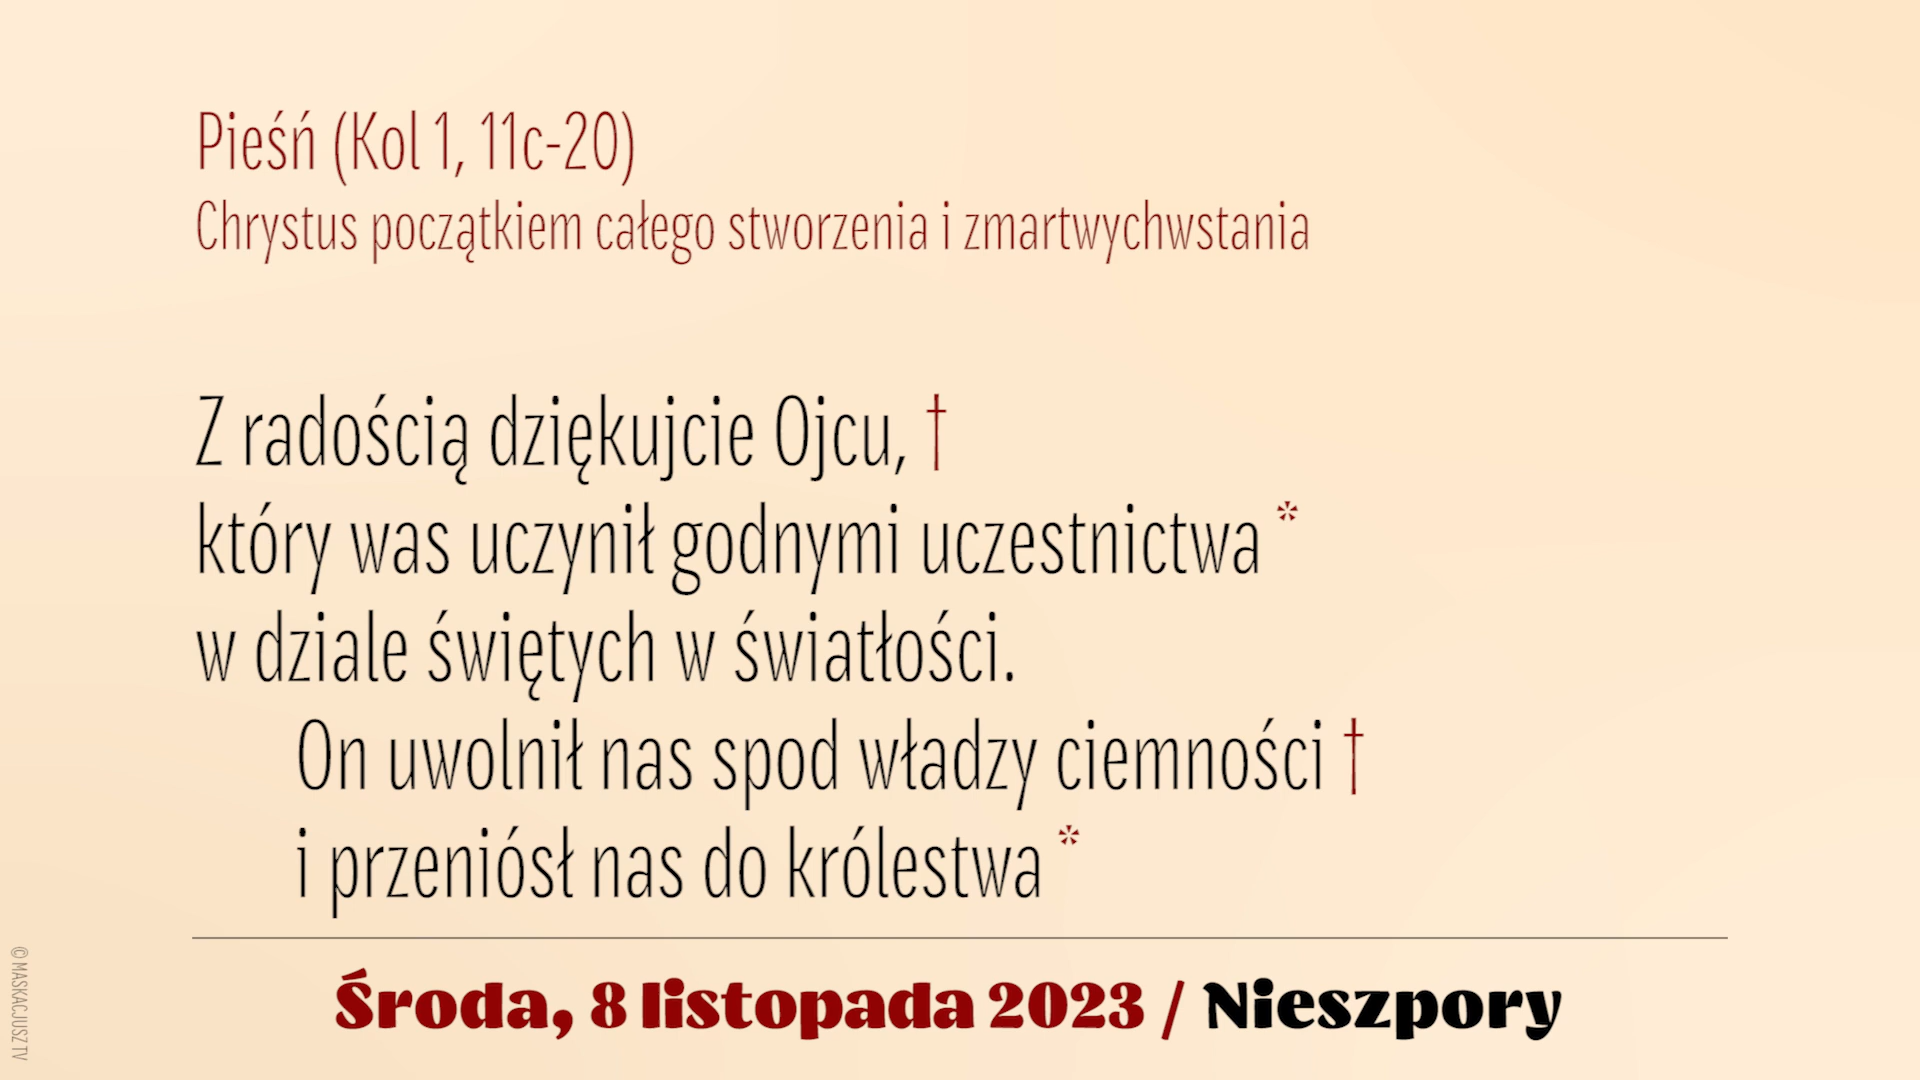 Pieśń (Kol 1, 11c-20)
Chrystus początkiem całego stworzenia i zmartwychwstania
Z radością dziękujcie Ojcu, †
który was uczynił godnymi uczestnictwa *
w dziale świętych w światłości.
On uwolnił nas spod władzy ciemności †
i przeniósł nas do królestwa *
Środa, 8 listopada 2023 / Nieszpory
© MASKACJUSZ TV